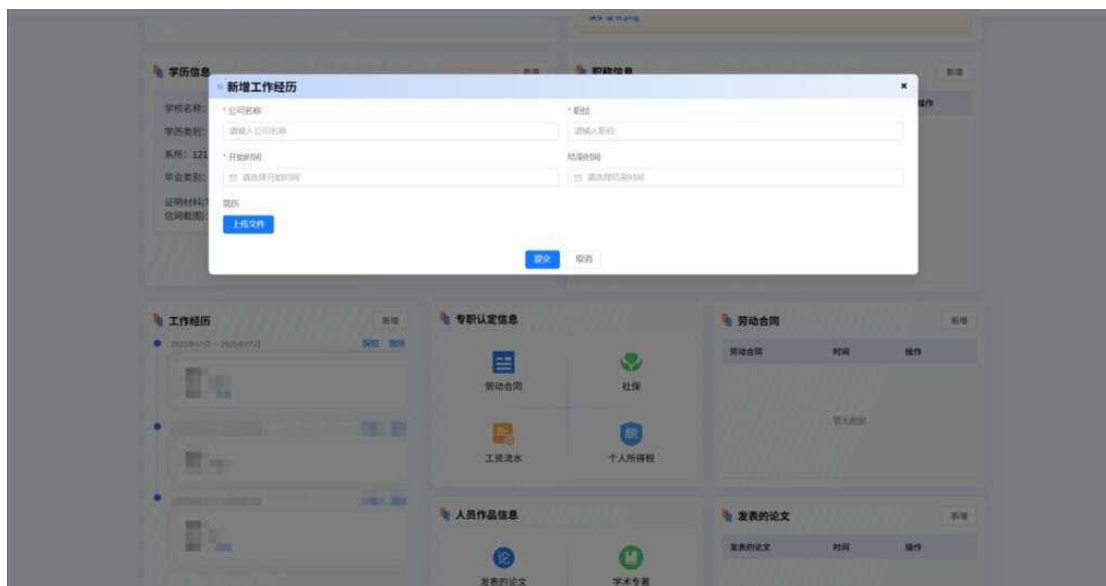 学历信息
新增
职称信息
新增
新增工作经历
学校名称:
* 公司名称
* 职位
操作
学历类别:
请输入公司名称
请输入职位
系所: 121
* 开始时间
结束时间
毕业类别:
请选择开始时间
请选择结束时间
简历
上传文件
提交
取消
工作经历
新增
专职认定信息
劳动合同
新增
编辑 删除
劳动合同
时间
操作
劳动合同
社保
暂无数据
工资流水
个人所得税
人员作品信息
发表的论文
新增
论
发表的论文
时间
操作
发表的论文
学术专著